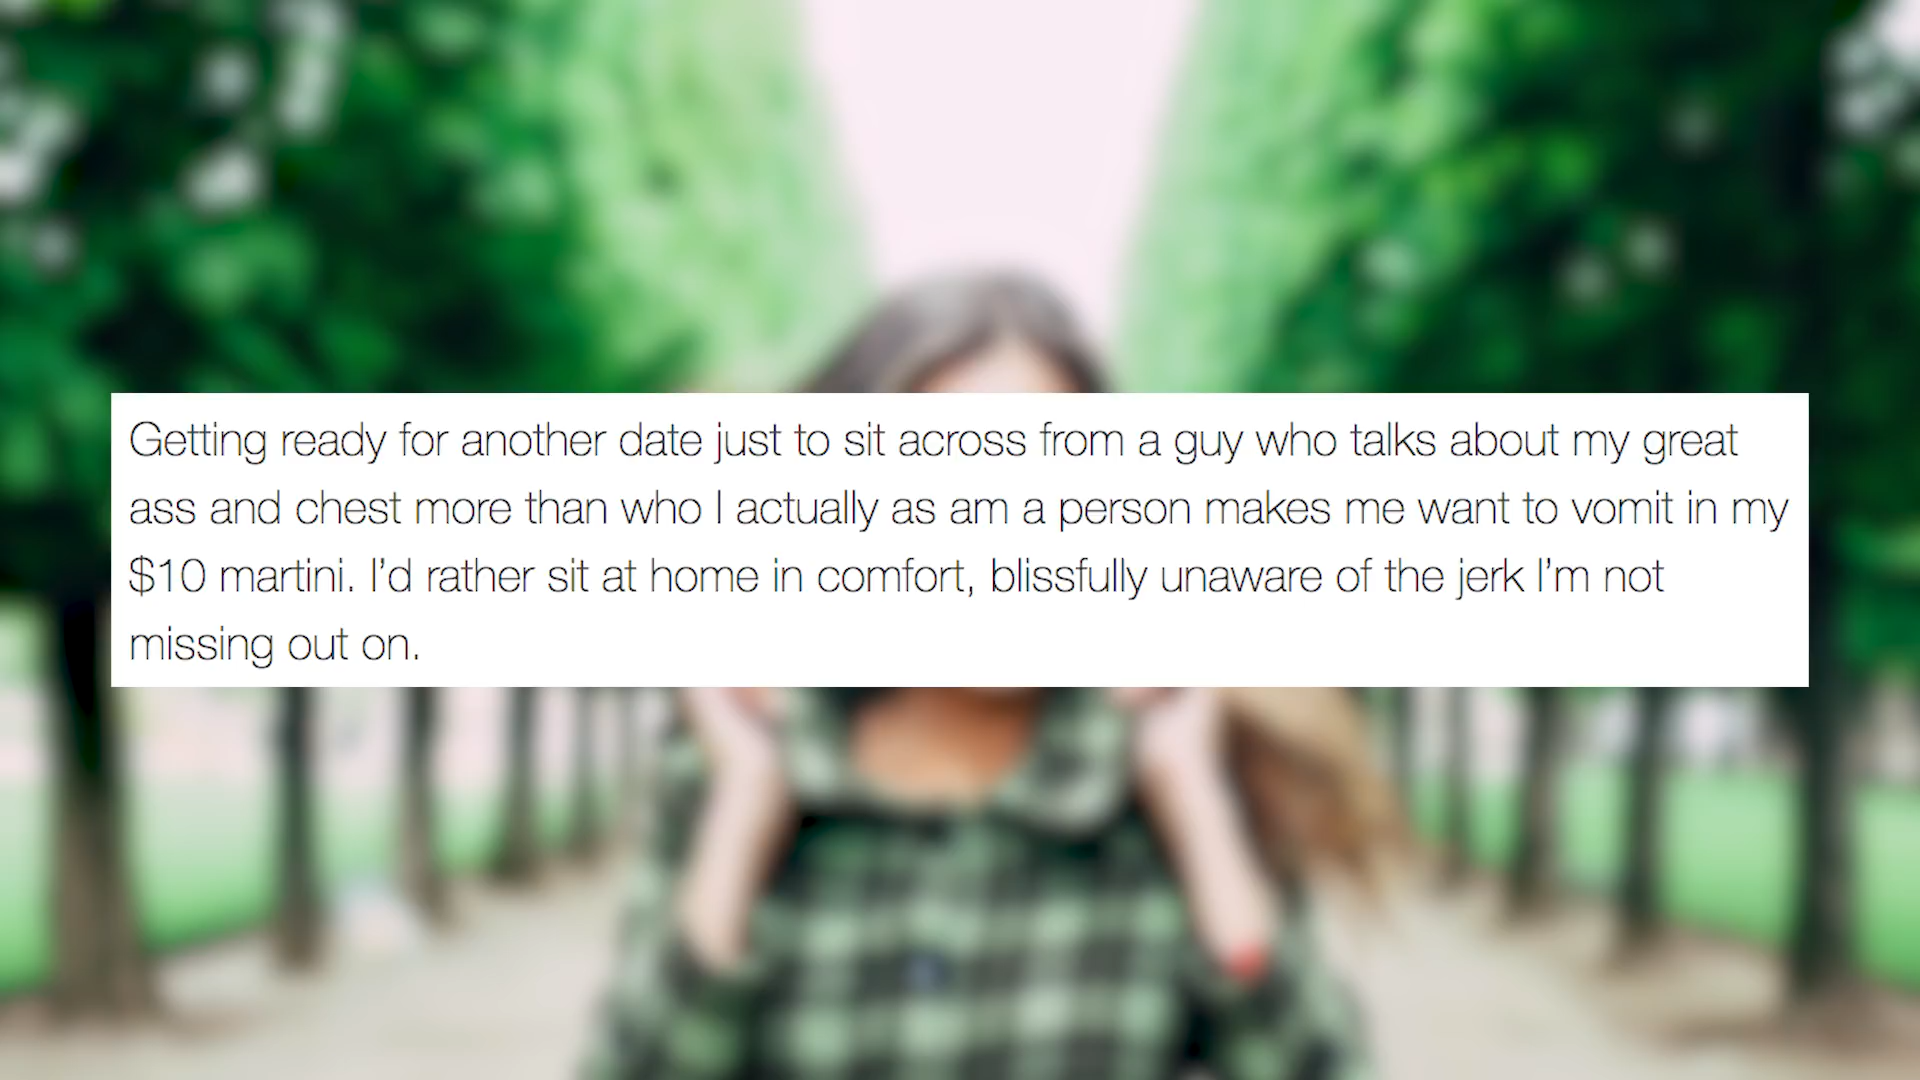 Getting ready for another date just to sit across from a guy who talks about my great
ass and chest more than who I actually as am a person makes me want to vomit in my
$10 martini. I’d rather sit at home in comfort, blissfully unaware of the jerk I’m not
missing out on.